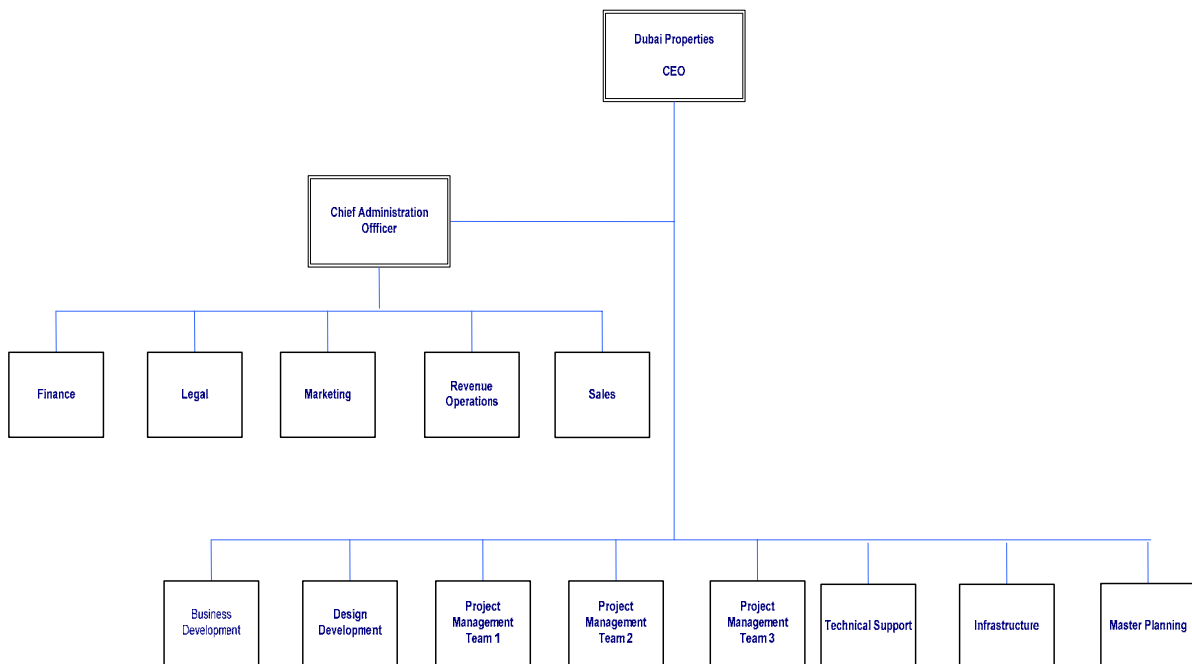 Dubai Properties
CEO
Chief Administration
Offficer
Finance
Legal
Marketing
Revenue
Operations
Sales
Business
Development
Design
Development
Project
Management
Team 1
Project
Management
Team 2
Project
Management
Team 3
Technical Support
Infrastructure
Master Planning